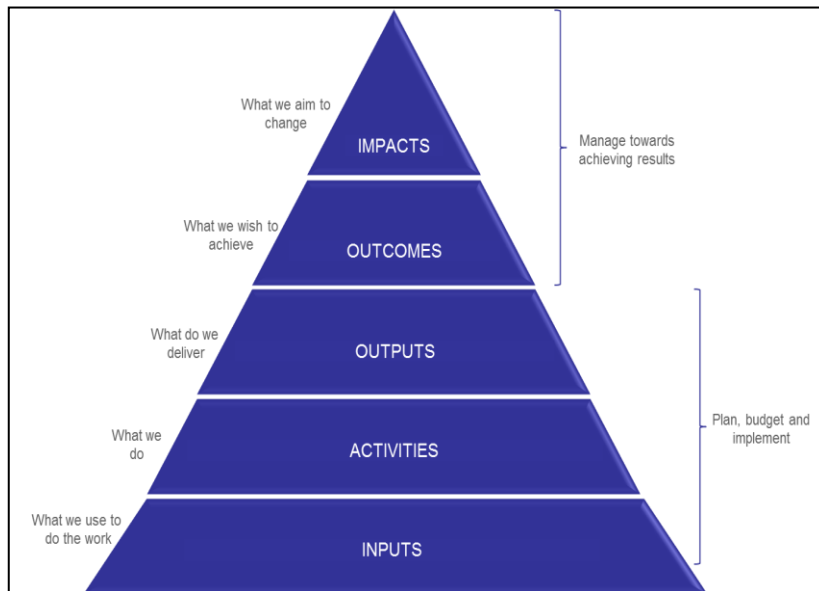 What we aim to
change
IMPACTS
Manage towards
achieving results
What we wish to
achieve
OUTCOMES
What do we
deliver
OUTPUTS
What we
do
ACTIVITIES
Plan, budget and
implement
What we use to
do the work
INPUTS